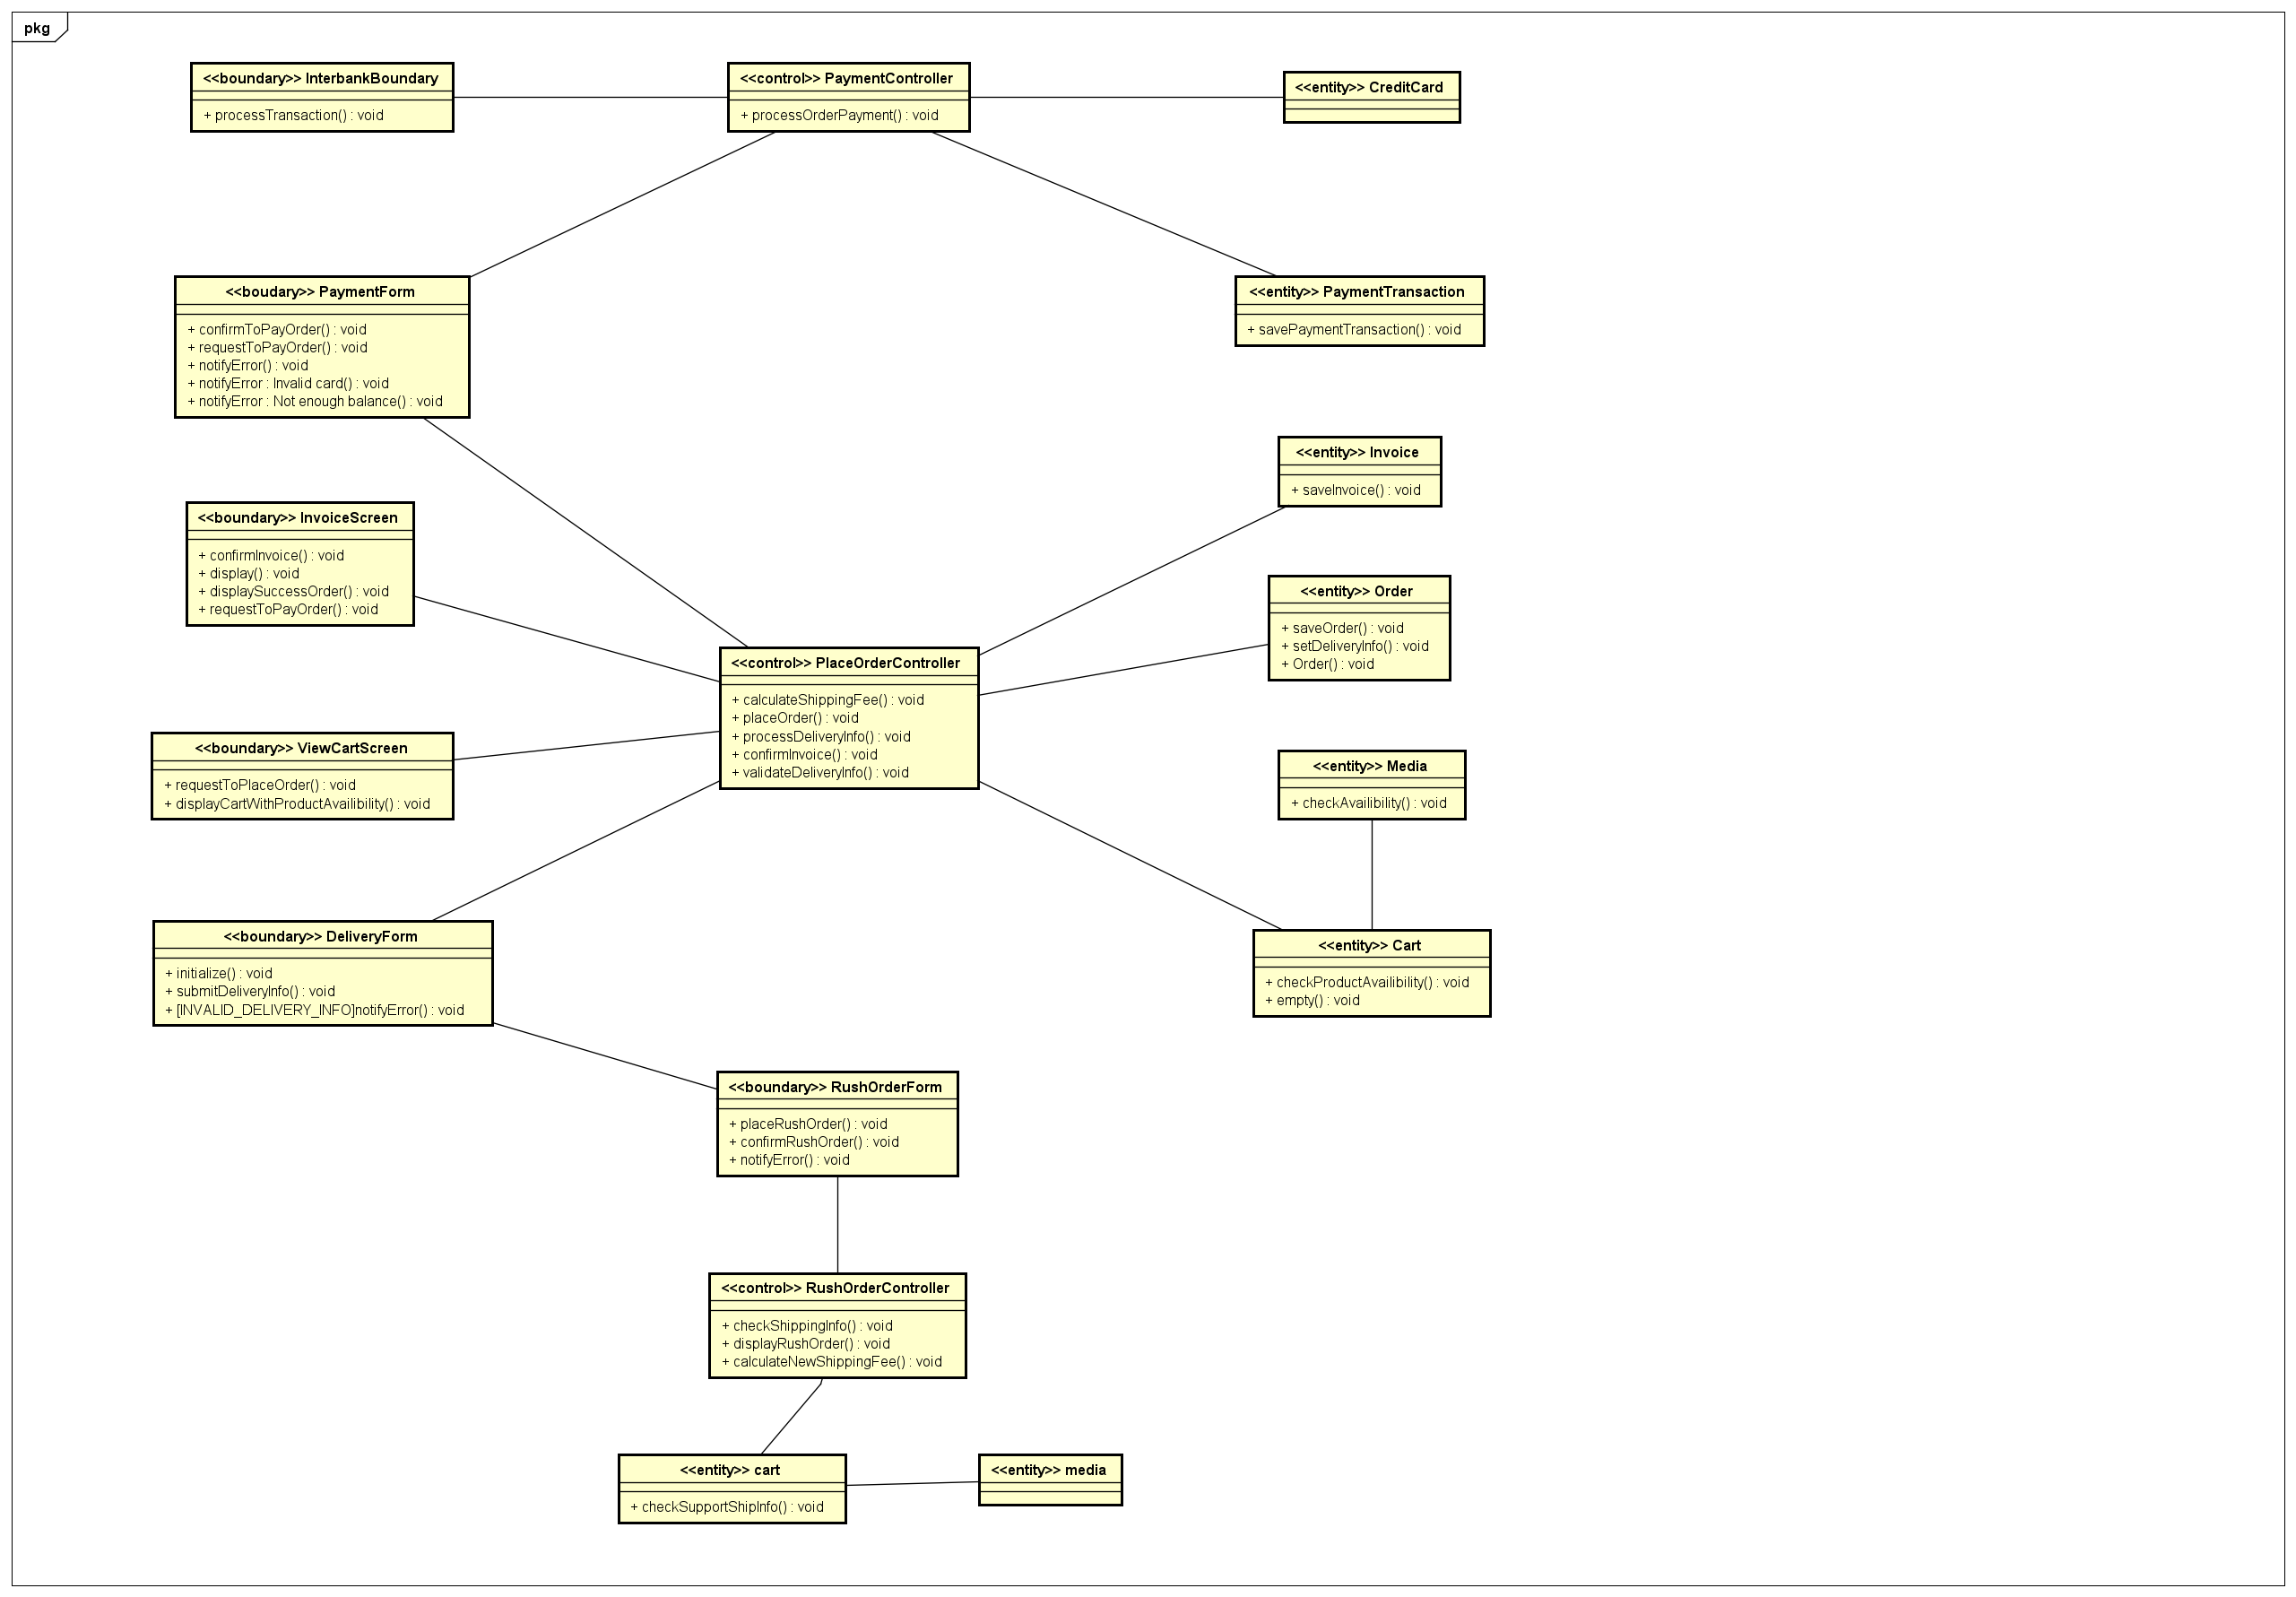 pkg
<<boundary>> InterbankBoundary
+ processTransaction() : void
<<control>> PaymentController
+ processOrderPayment() : void
<<entity>> CreditCard
<<boudary>> PaymentForm
+ confirmToPayOrder() : void
+ requestToPayOrder() : void
+ notifyError() : void
+ notifyError : Invalid card() : void
+ notifyError : Not enough balance() : void
<<entity>> PaymentTransaction
+ savePaymentTransaction() : void
<<entity>> Invoice
+ saveInvoice() : void
<<boundary>> InvoiceScreen
+ confirmInvoice() : void
+ display() : void
+ displaySuccessOrder() : void
+ requestToPayOrder() : void
<<entity>> Order
+ saveOrder() : void
+ setDeliveryInfo() : void
+ Order() : void
<<control>> PlaceOrderController
+ calculateShippingFee() : void
+ placeOrder() : void
+ processDeliveryInfo() : void
+ confirmInvoice() : void
+ validateDeliveryInfo() : void
<<boundary>> ViewCartScreen
+ requestToPlaceOrder() : void
+ displayCartWithProductAvailibility() : void
<<entity>> Media
+ checkAvailibility() : void
<<boundary>> DeliveryForm
+ initialize() : void
+ submitDeliveryInfo() : void
+ [INVALID_DELIVERY_INFO]notifyError() : void
<<entity>> Cart
+ checkProductAvailibility() : void
+ empty() : void
<<boundary>> RushOrderForm
+ placeRushOrder() : void
+ confirmRushOrder() : void
+ notifyError() : void
<<control>> RushOrderController
+ checkShippingInfo() : void
+ displayRushOrder() : void
+ calculateNewShippingFee() : void
<<entity>> cart
+ checkSupportShipInfo() : void
<<entity>> media